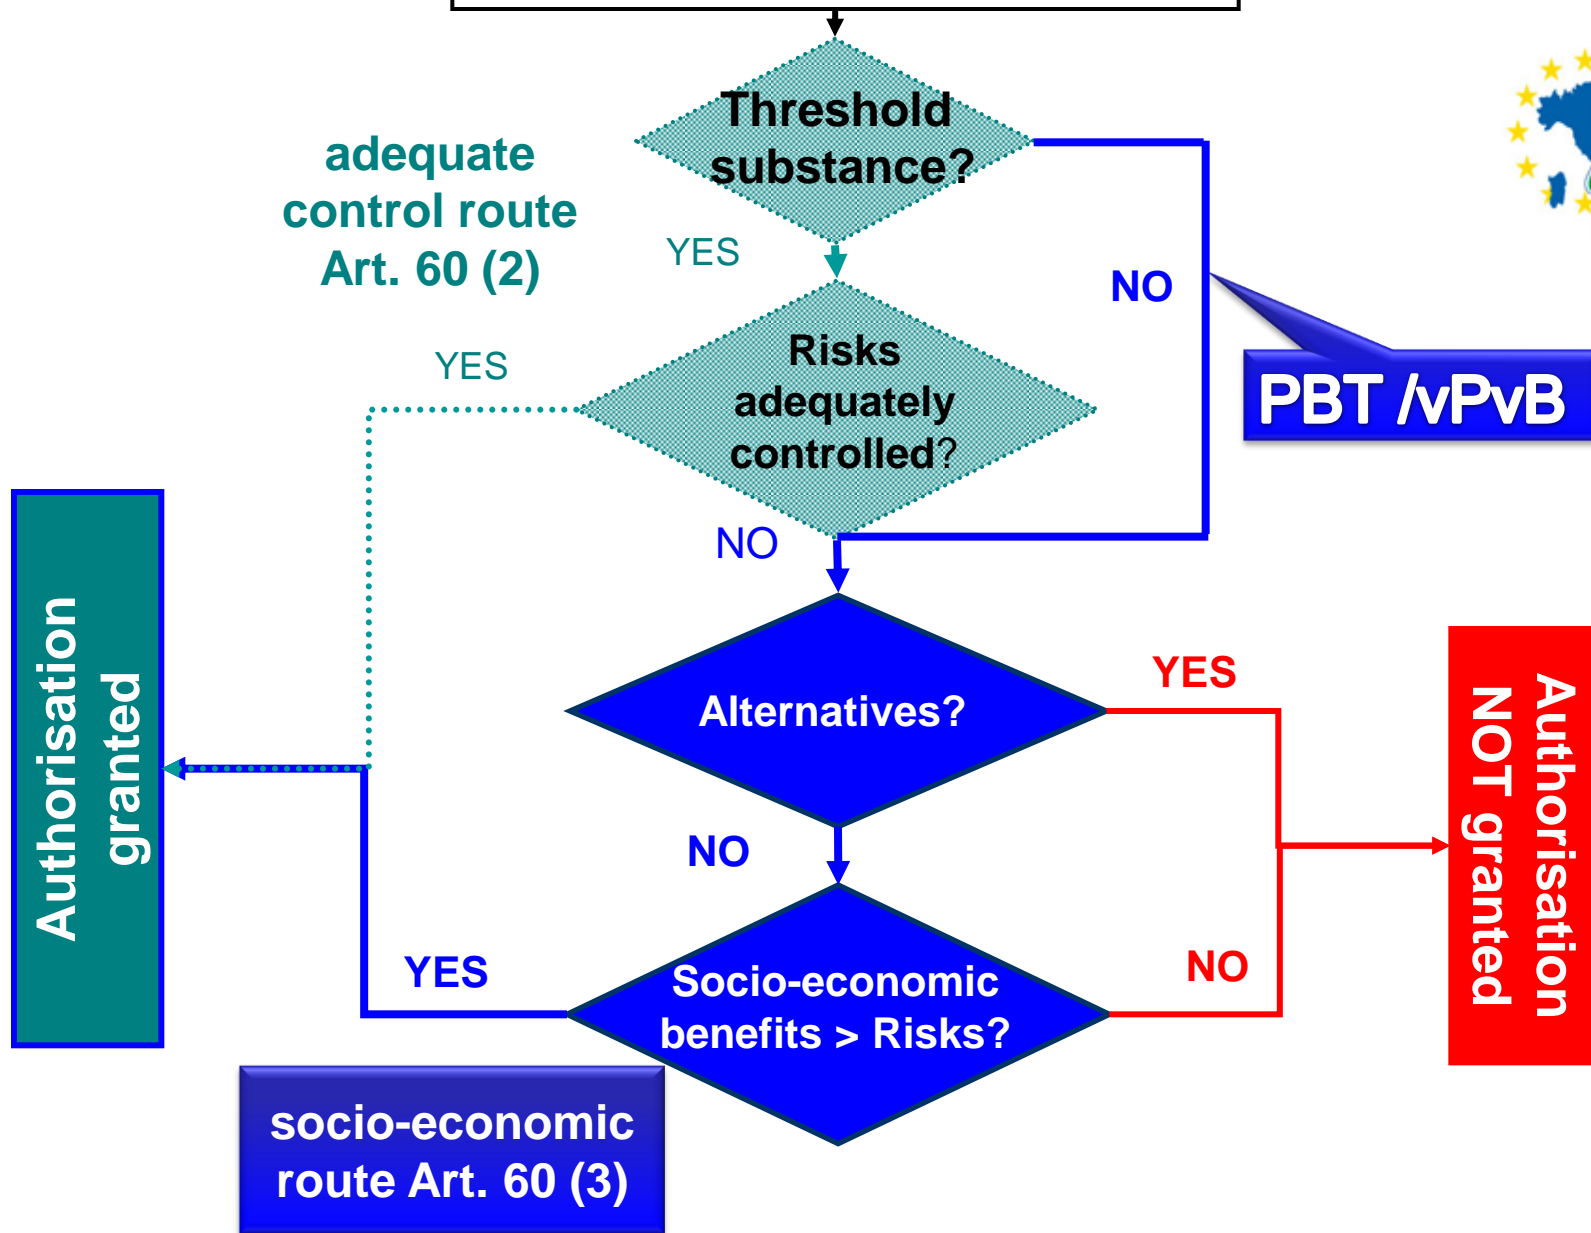 Threshold
substance?
adequate
control route
Art. 60 (2)
YES
NO
PBT /vPvB
YES
Risks
adequately
controlled?
NO
Authorisation
granted
Alternatives?
YES
Authorisation
NOT granted
NO
YES
Socio-economic
benefits > Risks?
NO
socio-economic
route Art. 60 (3)